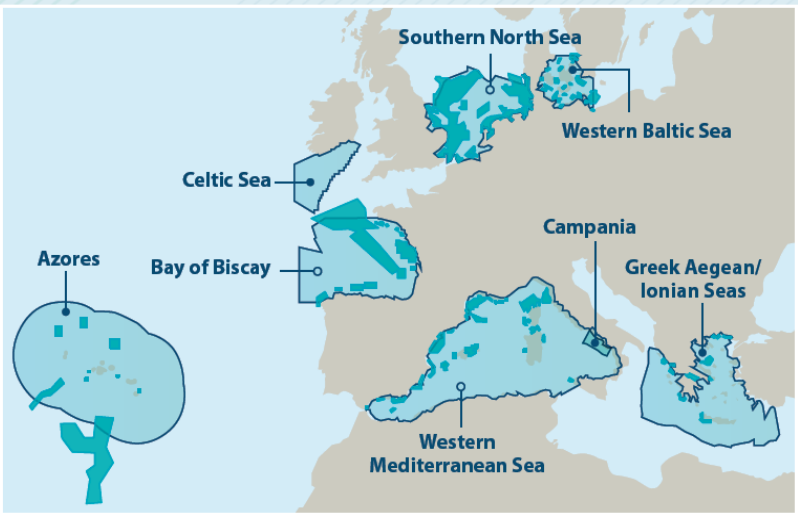 Southern North Sea
Western Baltic Sea
Celtic Sea
Campania
Azores
Bay of Biscay
Greek Aegean/
Ionian Seas
Western
Mediterranean Sea